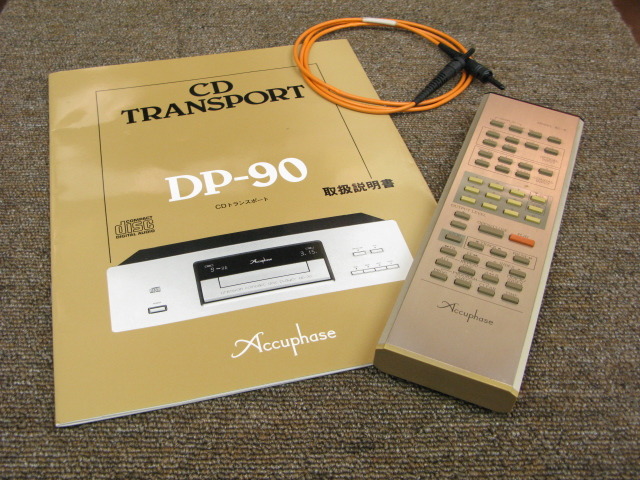 CD
TRANSPORT
DP-90
取扱説明書
CDトランスポート
COMPACT
disc
DIGITAL AUDIO
Accuphase
Accuphase
Accuphase